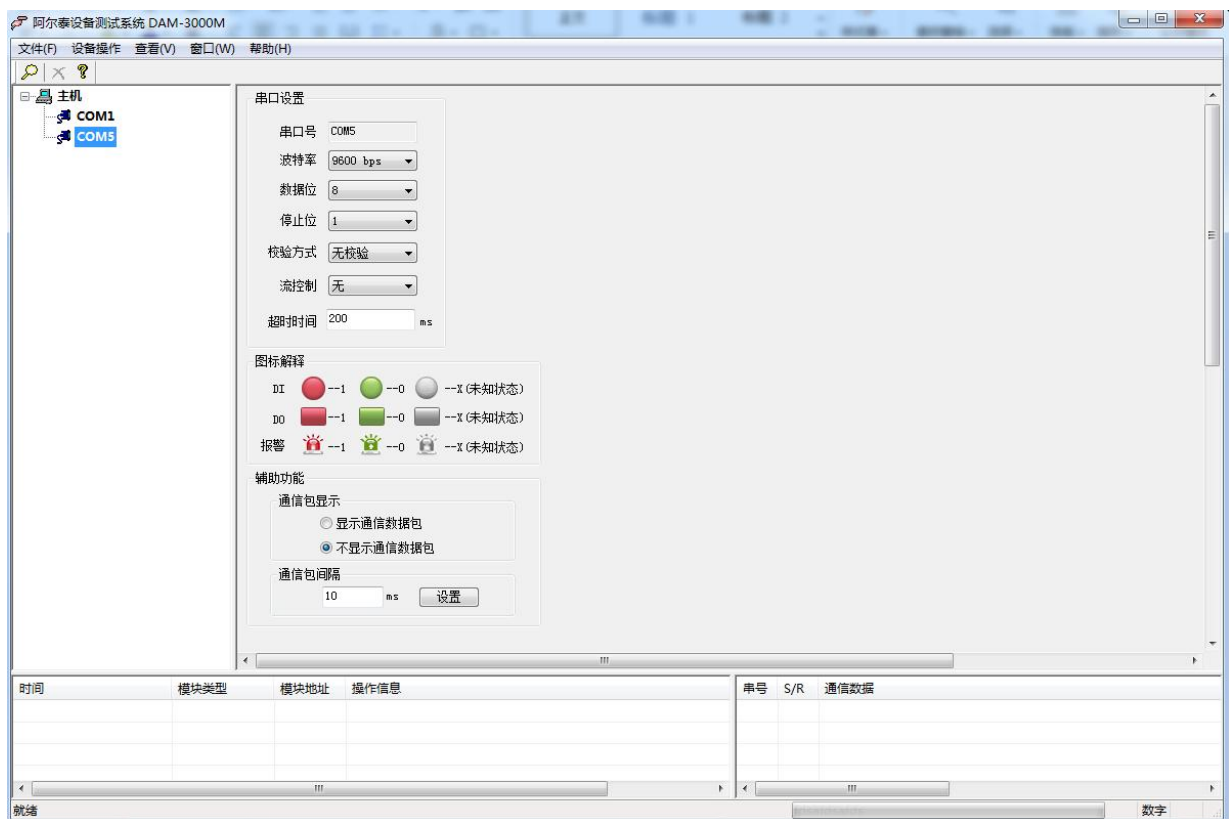 阿尔泰设备测试系统 DAM-3000M
文件(F) 设备操作 查看(V) 窗口(W) 帮助(H)
主机
COM1
COM5
串口设置
串口号 COM5
波特率 9600 bps
数据位 8
停止位 1
校验方式 无校验
流控制 无
超时时间 200 ms
图标解释
DI --1 --0 --X(未知状态)
DO --1 --0 --X(未知状态)
报警 --1 --0 --X(未知状态)
辅助功能
通信包显示
显示通信数据包
不显示通信数据包
通信包间隔
10 ms 设置
时间 模块类型 模块地址 操作信息
串号 S/R 通信数据
就绪
数字